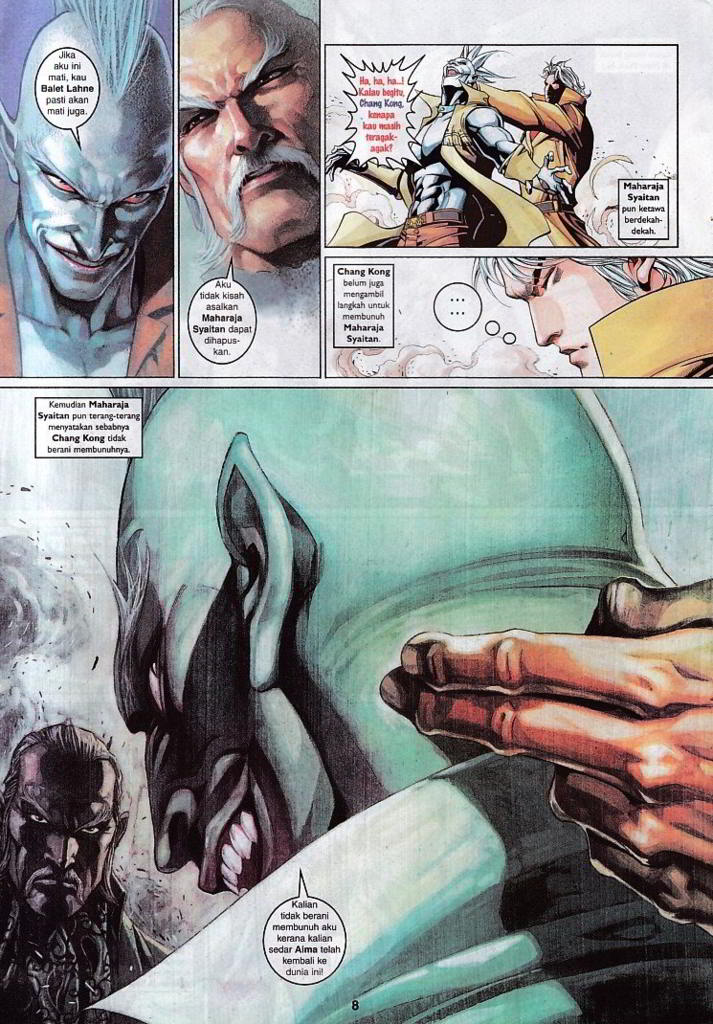 Jika
aku ini
mati, kau
Balet Lahne
pasti akan
mati juga.
Aku
tidak kisah
asalkan
Maharaja
Syaitan dapat
dihapus-
kan.
Ha, ha, ha...!
Kalau begitu,
Chang Kong,
kenapa
kau masih
teragak-
agak?
Maharaja
Syaitan
pun ketawa
berdekah-
dekah.
Chang Kong
belum juga
mengambil
langkah untuk
membunuh
Maharaja
Syaitan.
...
...
Kemudian Maharaja
Syaitan pun terang-terang
menyatakan sebabnya
Chang Kong tidak
berani membunuhnya.
Kalian
tidak berani
membunuh aku
kerana kalian
sedar Aima telah
kembali ke
dunia ini!
8